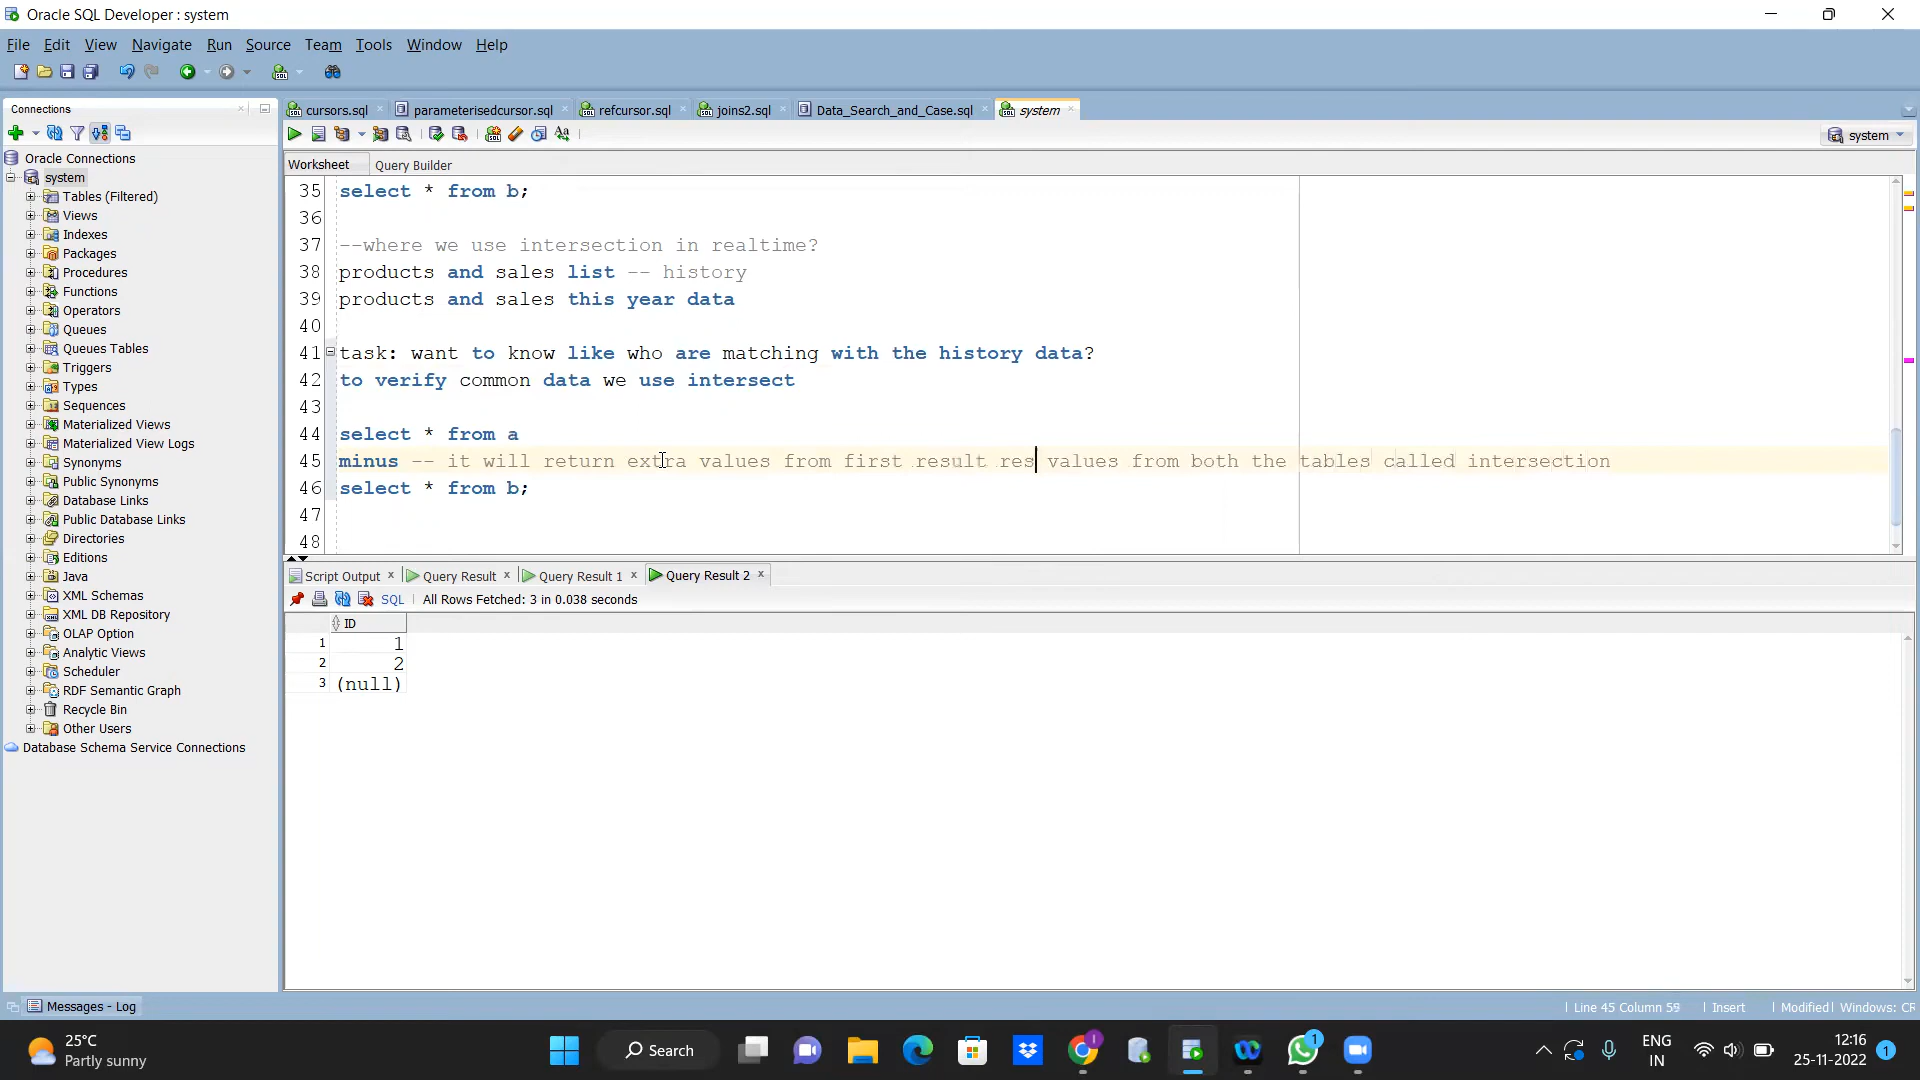 Oracle SQL Developer : system
File Edit View Navigate Run Source Team Tools Window Help
Connections
cursors.sql parameterisedcursor.sql refcursor.sql joins2.sql Data_Search_and_Case.sql system
system
Worksheet Query Builder
Oracle Connections
system
Tables (Filtered)
Views
Indexes
Packages
Procedures
Functions
Operators
Queues
Queues Tables
Triggers
Types
Sequences
Materialized Views
Materialized View Logs
Synonyms
Public Synonyms
Database Links
Public Database Links
Directories
Editions
Java
XML Schemas
XML DB Repository
OLAP Option
Analytic Views
Scheduler
RDF Semantic Graph
Recycle Bin
Other Users
Database Schema Service Connections
35 select * from b;
36
37 --where we use intersection in realtime?
38 products and sales list -- history
39 products and sales this year data
40
41 task: want to know like who are matching with the history data?
42 to verify common data we use intersect
43
44 select * from a
45 minus -- it will return extra values from first result res values from both the tables called intersection
46 select * from b;
47
48
Script Output Query Result Query Result 1 Query Result 2
SQL All Rows Fetched: 3 in 0.038 seconds
ID
1 1
2 2
3 (null)
Messages - Log
Line 45 Column 59 Insert Modified Windows: CR
25°C
Partly sunny
Search
1
ENG
IN
12:16
25-11-2022
1